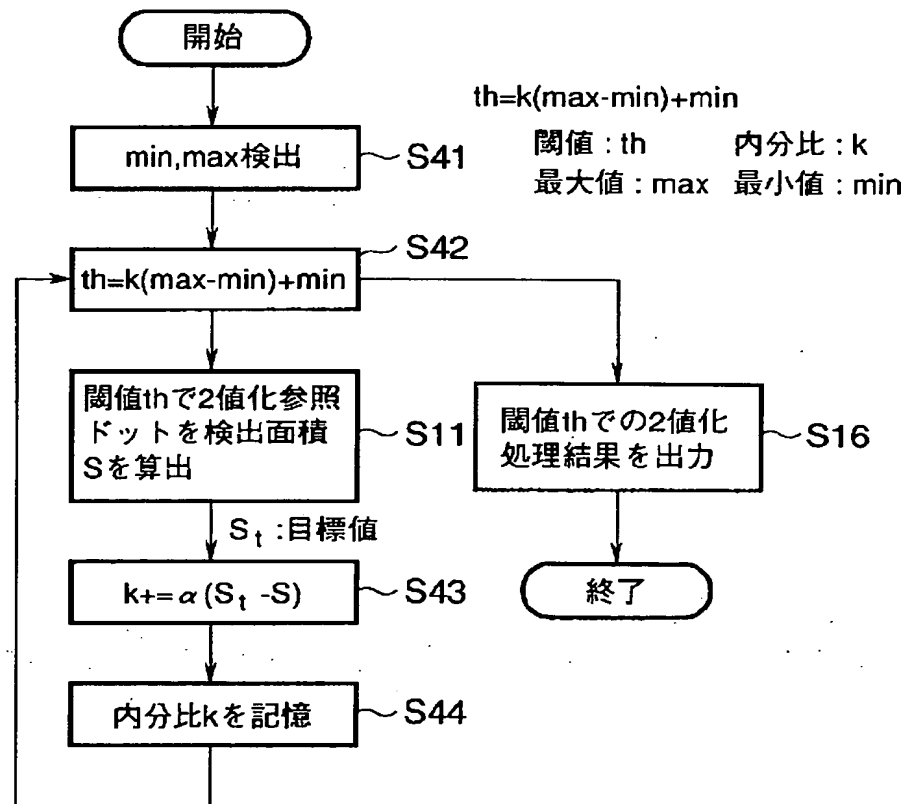 開始
th=k(max-min)+min
閾値 : th 内分比 : k
最大値 : max 最小値 : min
min,max検出
S41
S42
th=k(max-min)+min
閾値thで2値化参照
ドットを検出面積
Sを算出
S11
閾値thでの2値化
処理結果を出力
S16
St :目標値
k+=α(St -S)
S43
終了
内分比kを記憶
S44